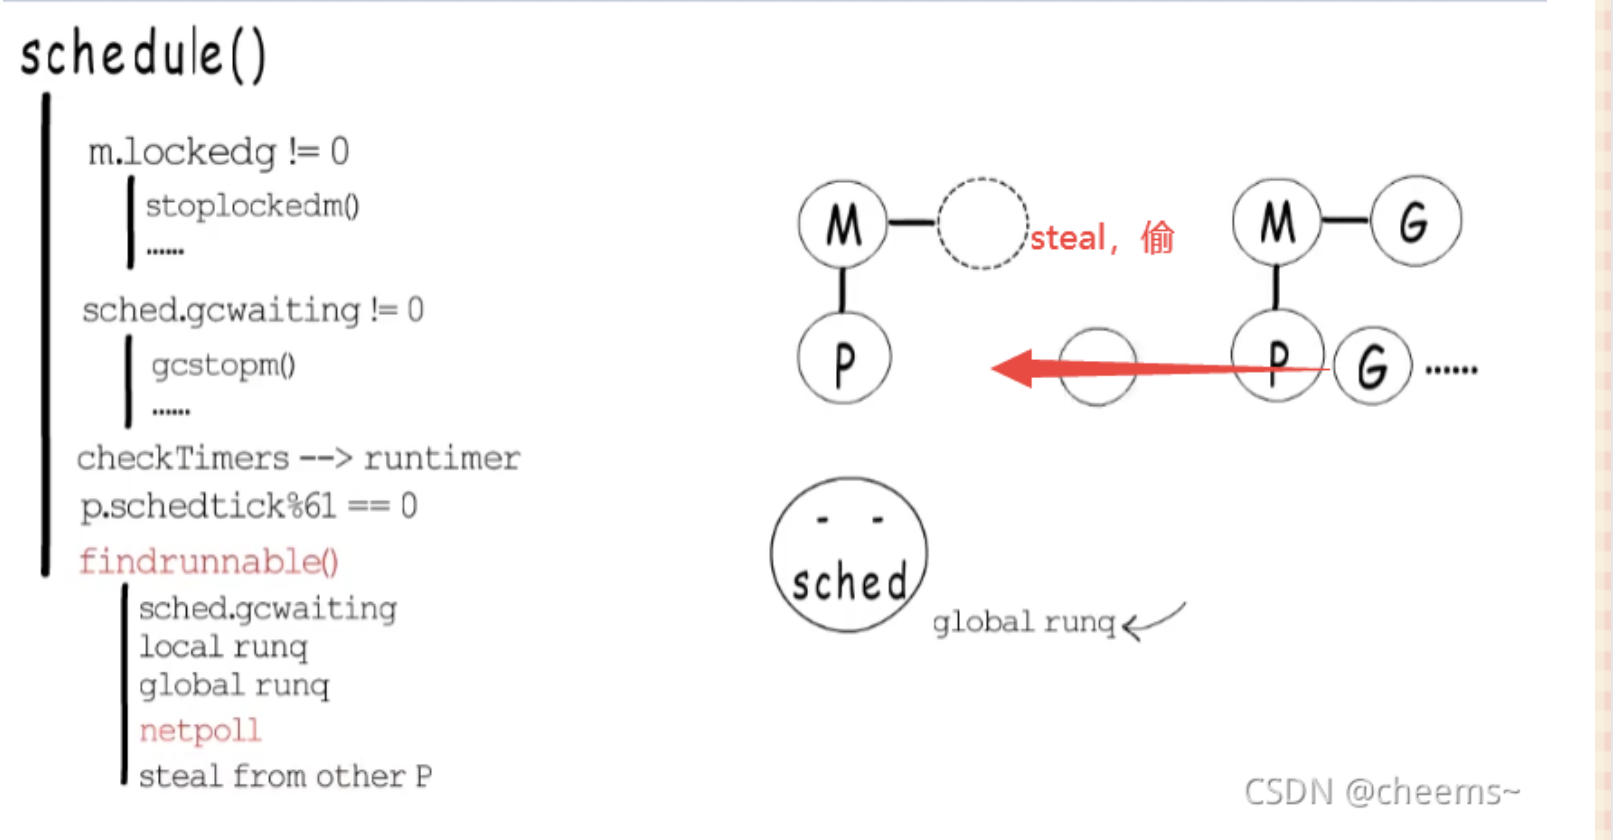 schedule()
m.lockedg != 0
stoplockedm()
......
sched.gcwaiting != 0
gcstopm()
......
checkTimers --> runtimer
p.schedtick%61 == 0
findrunnable()
sched.gcwaiting
local runq
global runq
netpoll
steal from other P
M
steal，偷
M
G
P
P
G
......
- -
sched
global runq
CSDN @cheems~